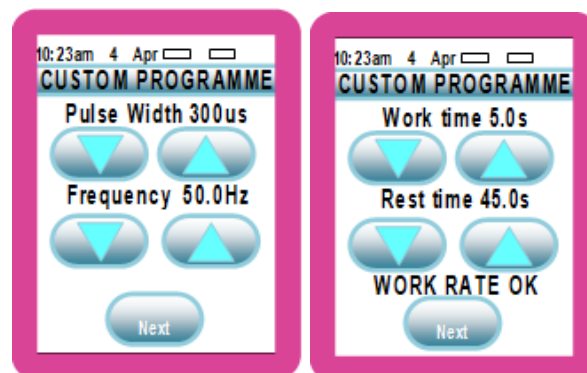 10:23am 4 Apr
CUSTOM PROGRAMME
Pulse Width 300us
Frequency 50.0Hz
Next
10:23am 4 Apr
CUSTOM PROGRAMME
Work time 5.0s
Rest time 45.0s
WORK RATE OK
Next